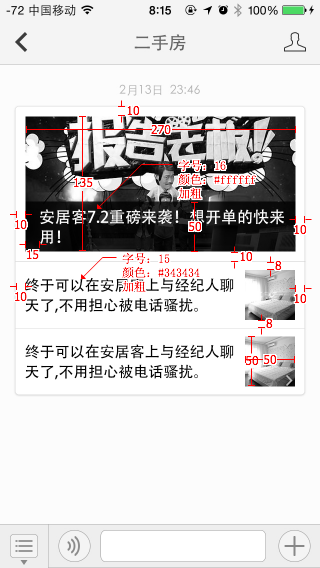 -72 中国移动 8:15 100%
二手房
2月13日 23:46
10
报告老板!
270
字号：16
颜色：#ffffff
加粗
135
50
10
10
安居客7.2重磅来袭！想开单的快来
用！
15
10
8
字号：15
颜色：#343434
加粗
10
10
终于可以在安居客上与经纪人聊
天了,不用担心被电话骚扰。
8
终于可以在安居客上与经纪人聊
天了,不用担心被电话骚扰。
50
50